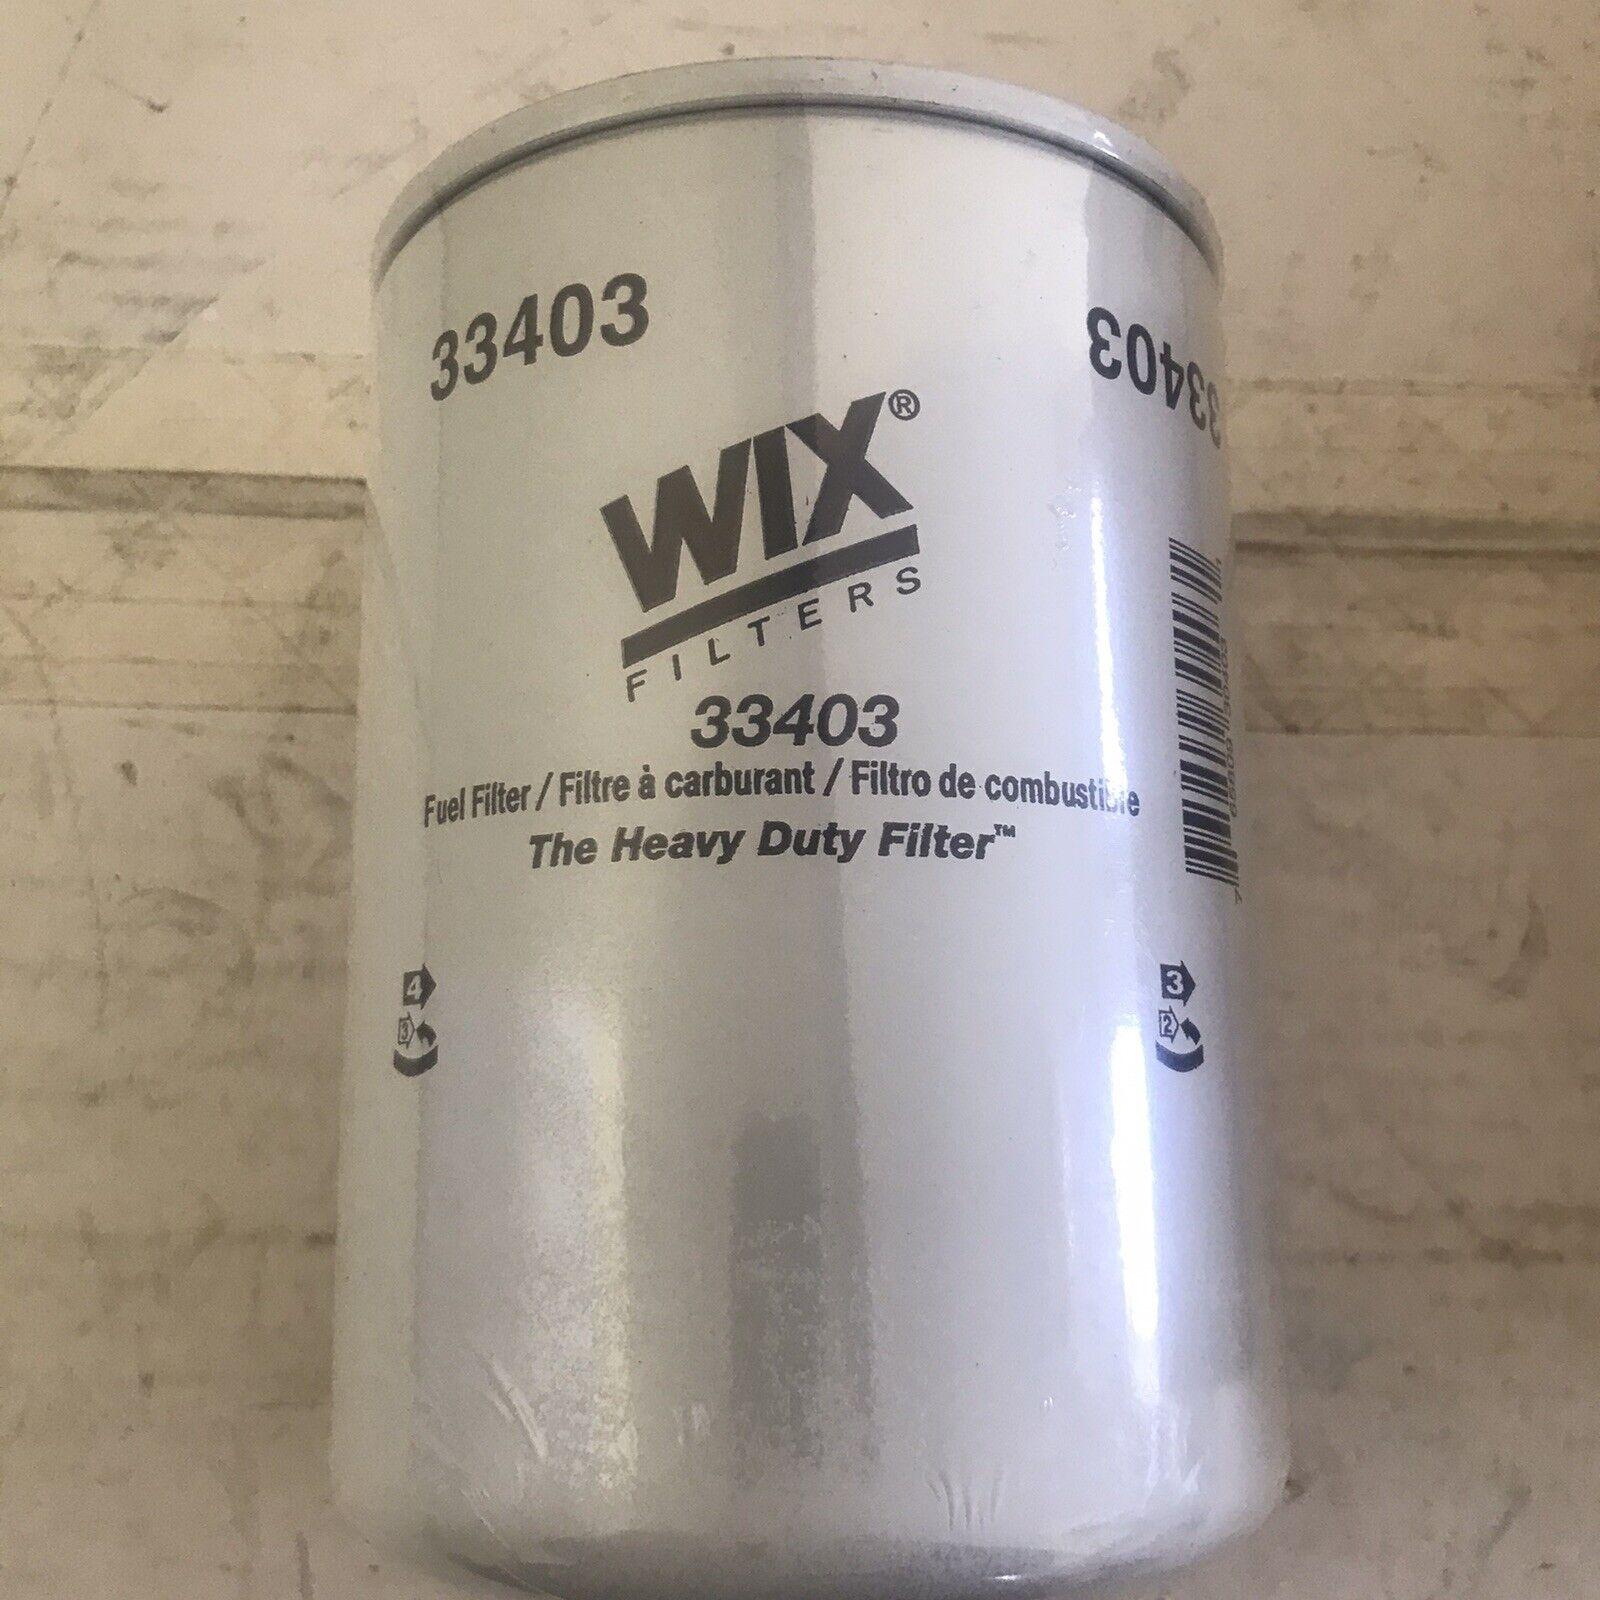 33403
33403
WIX®
FILTERS
33403
Fuel Filter / Filtre à carburant / Filtro de combustible
The Heavy Duty Filter™
4
3
3
2